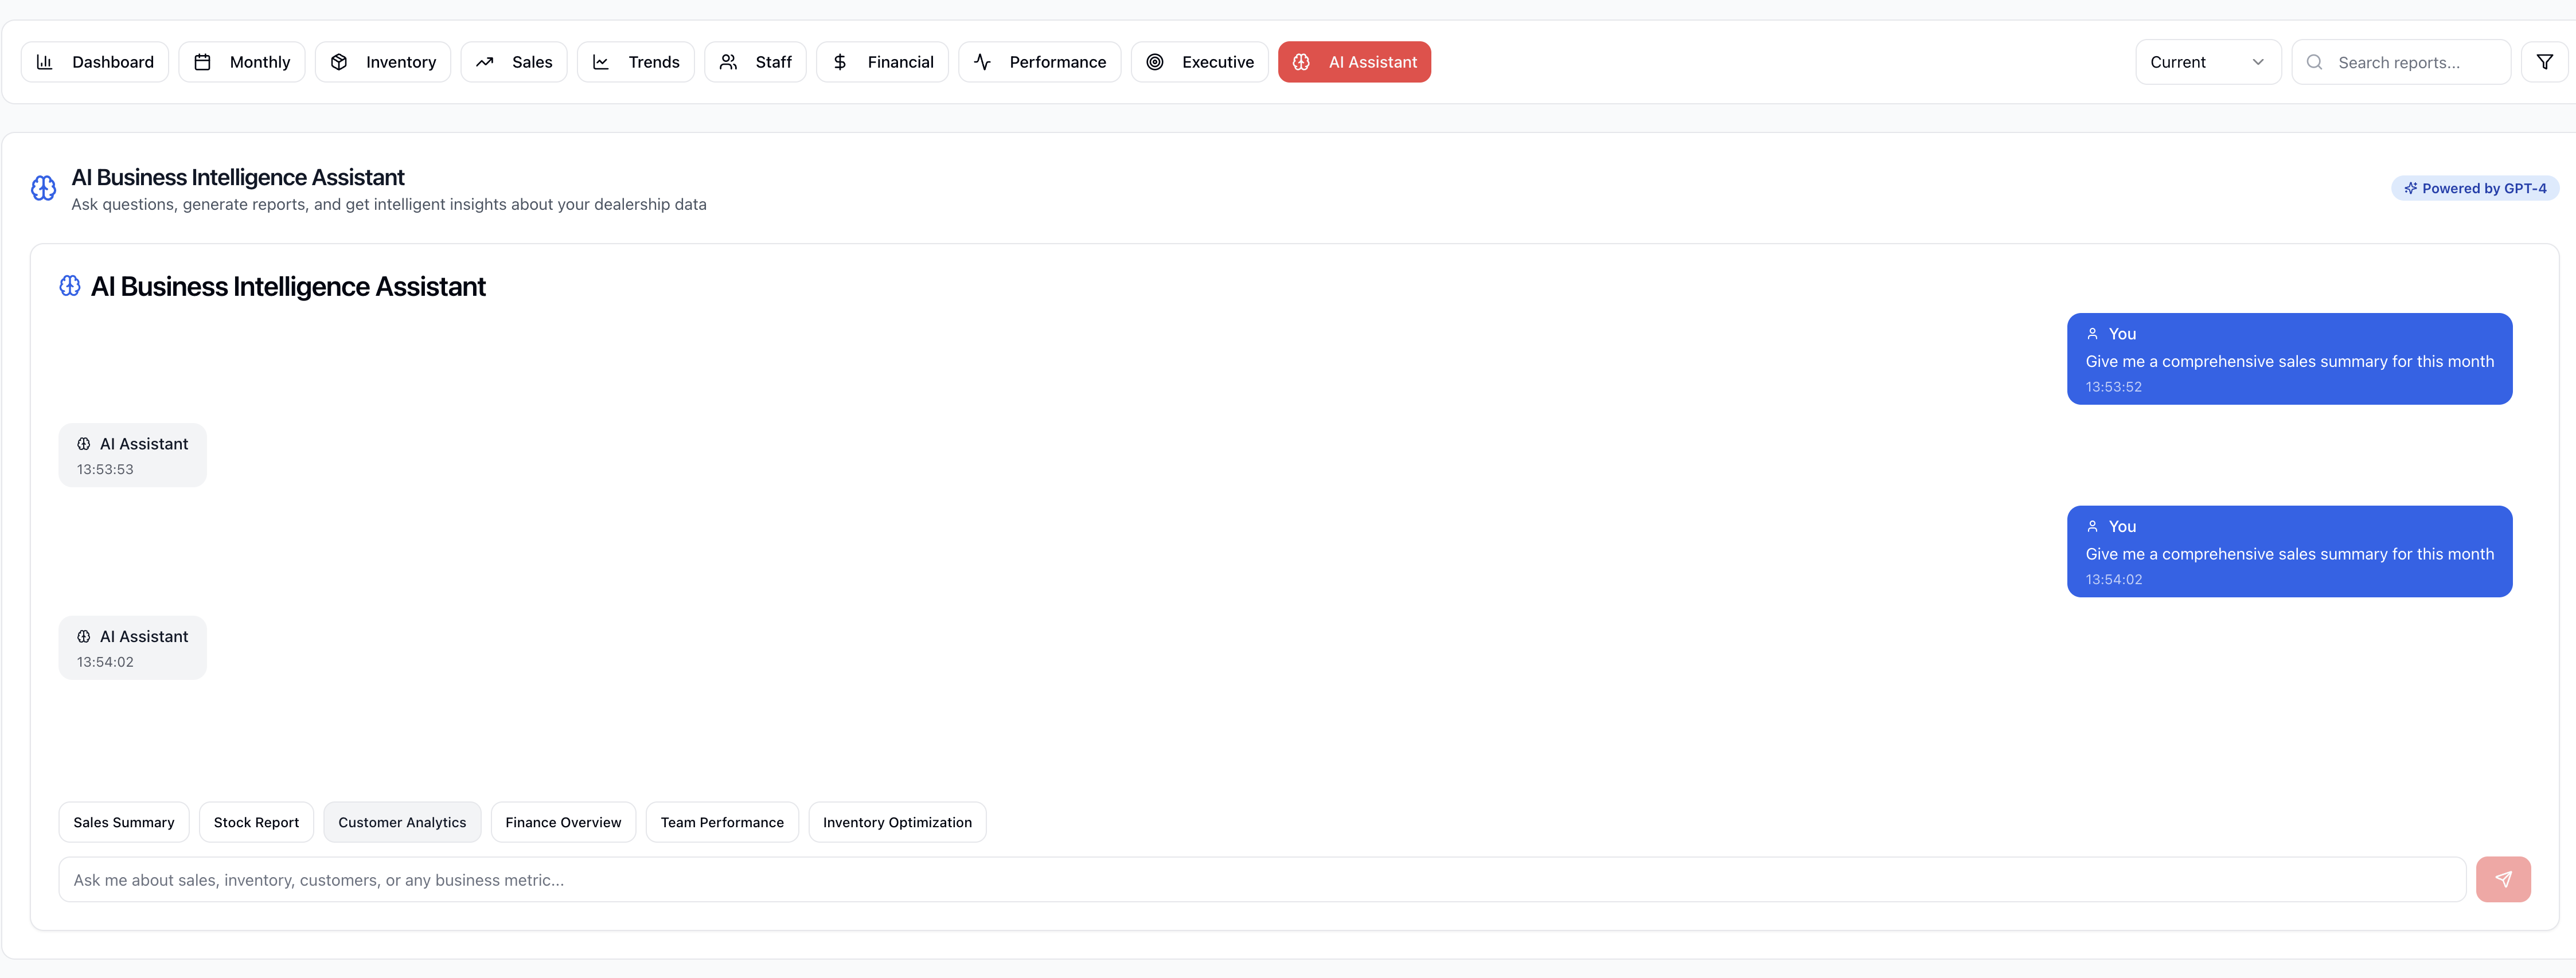 Dashboard Monthly Inventory Sales Trends Staff Financial Performance Executive AI Assistant Current Search reports...
AI Business Intelligence Assistant
Ask questions, generate reports, and get intelligent insights about your dealership data
Powered by GPT-4
AI Business Intelligence Assistant
You
Give me a comprehensive sales summary for this month
13:53:52
AI Assistant
13:53:53
You
Give me a comprehensive sales summary for this month
13:54:02
AI Assistant
13:54:02
Sales Summary Stock Report Customer Analytics Finance Overview Team Performance Inventory Optimization
Ask me about sales, inventory, customers, or any business metric...